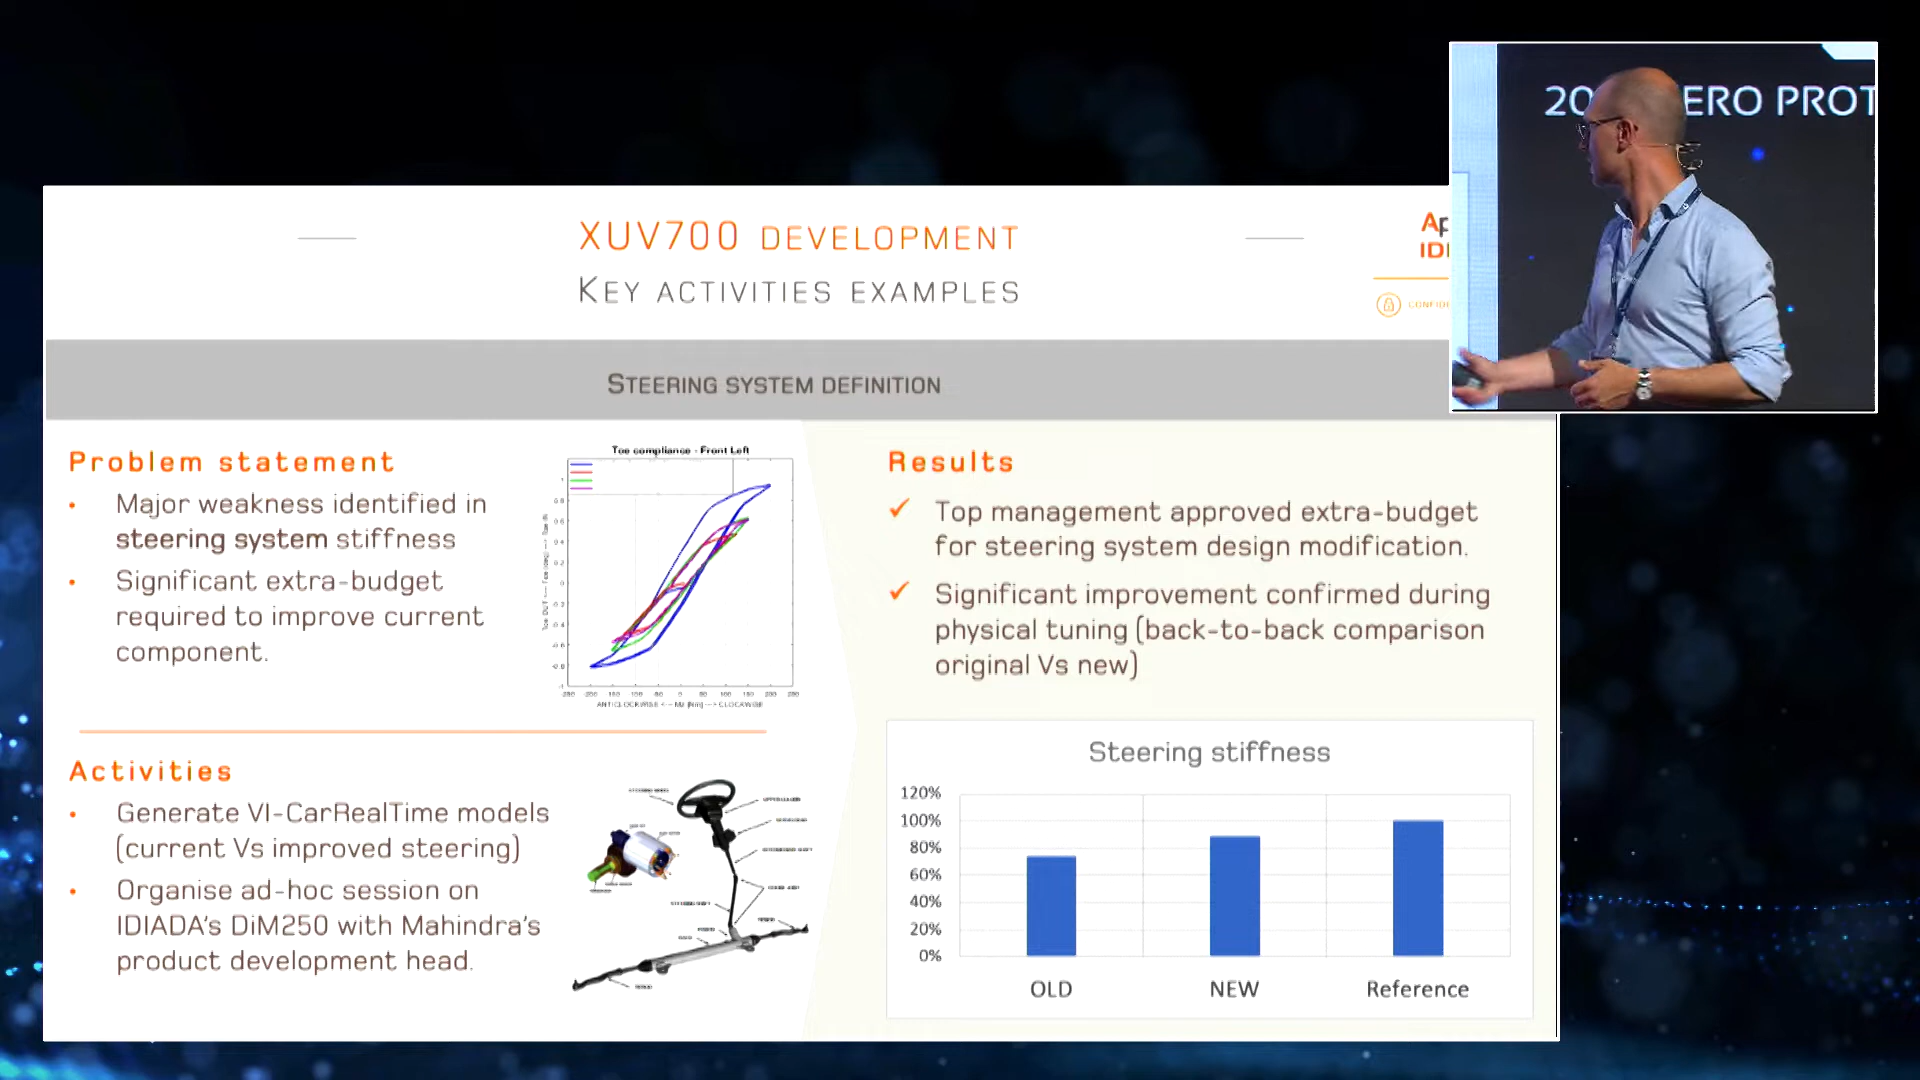 20
ERO PROT
XUV700 DEVELOPMENT
KEY ACTIVITIES EXAMPLES
Ap
IDI
CONFID
STEERING SYSTEM DEFINITION
Problem statement
• Major weakness identified in
steering system stiffness
• Significant extra-budget
required to improve current
component.
Toe compliance - Front Left
ANTICLOCKWISE <--- Mz [Nm] ---> CLOCKWISE
Activities
• Generate VI-CarRealTime models
(current Vs improved steering)
• Organise ad-hoc session on
IDIADA's DiM250 with Mahindra's
product development head.
Results
✓ Top management approved extra-budget
for steering system design modification.
✓ Significant improvement confirmed during
physical tuning (back-to-back comparison
original Vs new)
Steering stiffness
120%
100%
80%
60%
40%
20%
0%
OLD
NEW
Reference